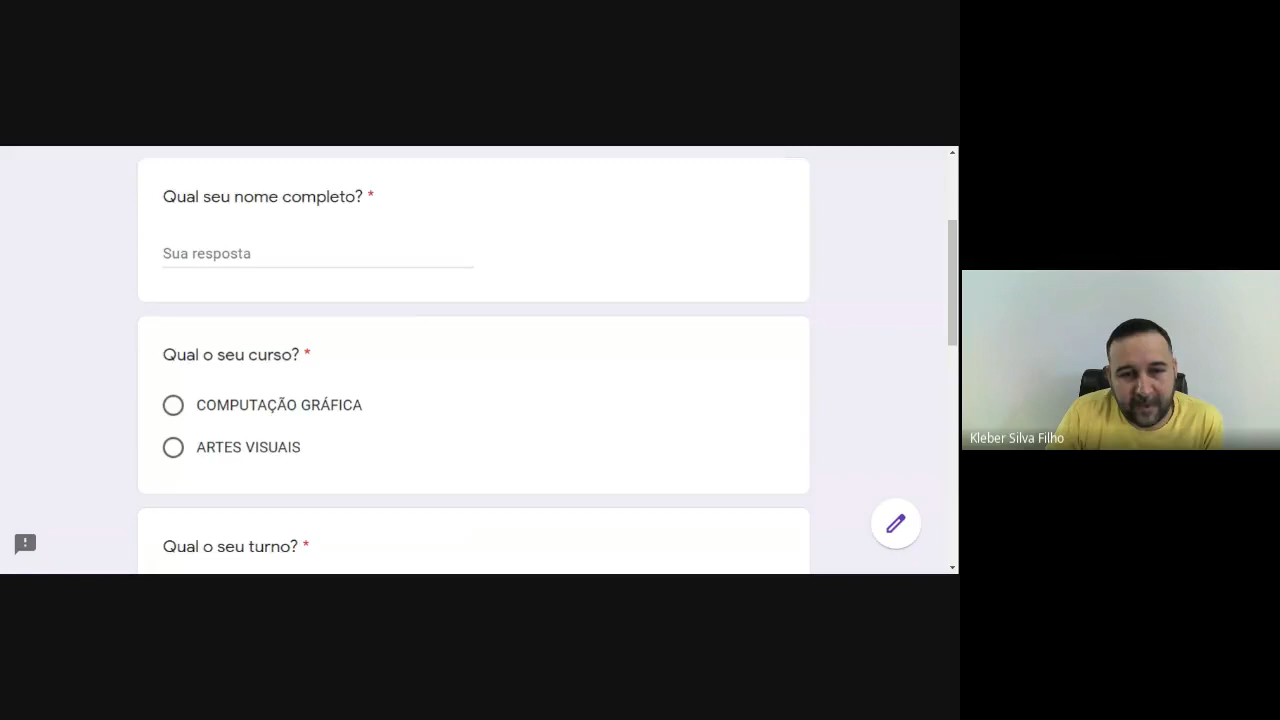 Qual seu nome completo? *
Sua resposta
Qual o seu curso? *
COMPUTAÇÃO GRÁFICA
ARTES VISUAIS
Qual o seu turno? *
Kleber Silva Filho